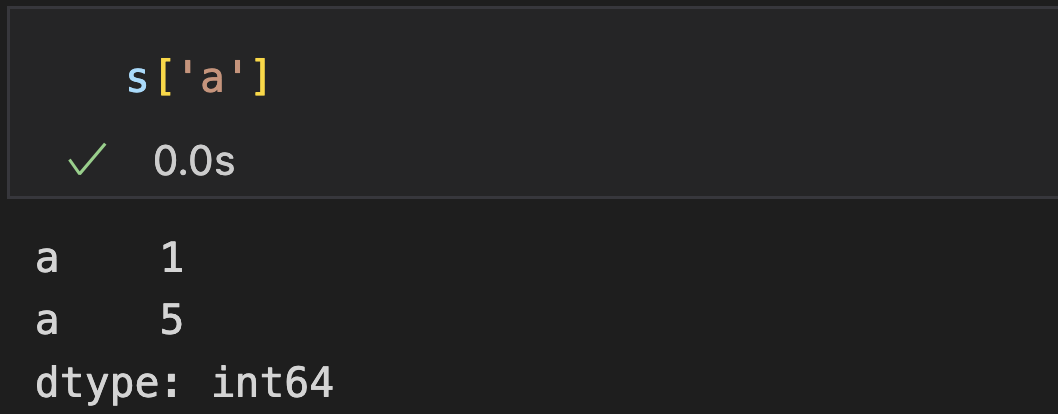 s['a']
0.0s
a    1
a    5
dtype: int64